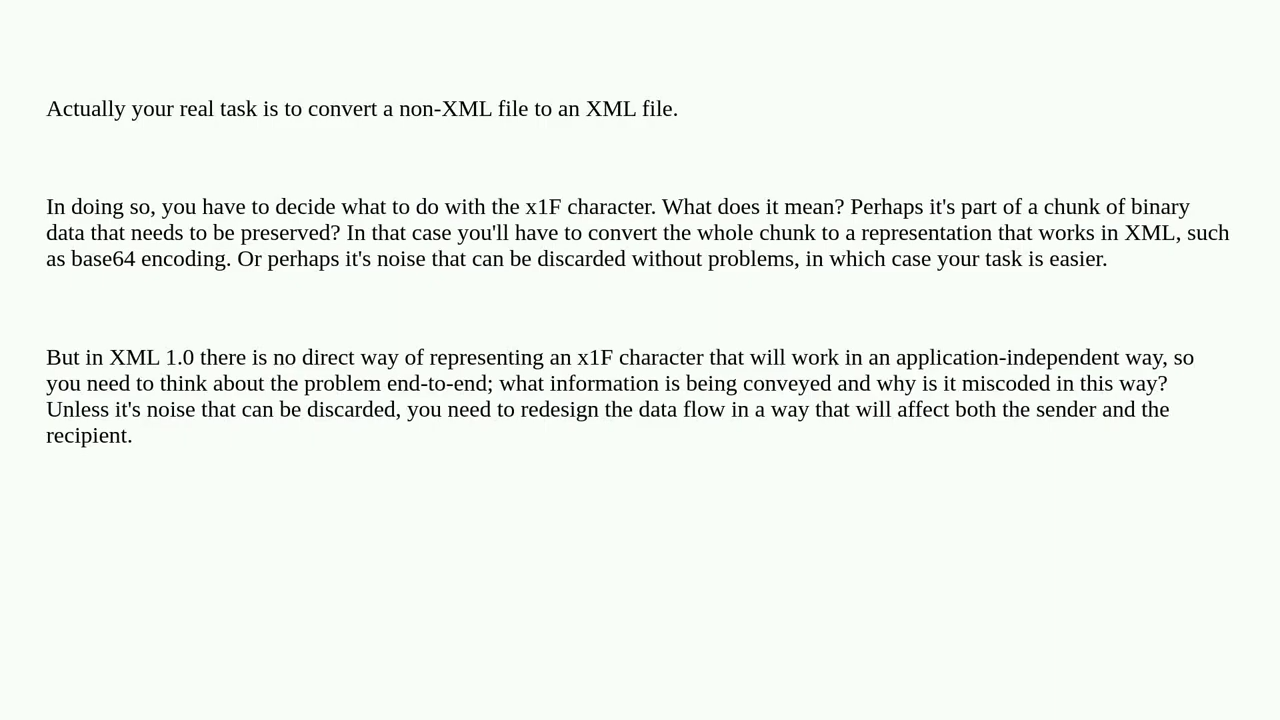 Actually your real task is to convert a non-XML file to an XML file.
In doing so, you have to decide what to do with the x1F character. What does it mean? Perhaps it's part of a chunk of binary
data that needs to be preserved? In that case you'll have to convert the whole chunk to a representation that works in XML, such
as base64 encoding. Or perhaps it's noise that can be discarded without problems, in which case your task is easier.
But in XML 1.0 there is no direct way of representing an x1F character that will work in an application-independent way, so
you need to think about the problem end-to-end; what information is being conveyed and why is it miscoded in this way?
Unless it's noise that can be discarded, you need to redesign the data flow in a way that will affect both the sender and the
recipient.